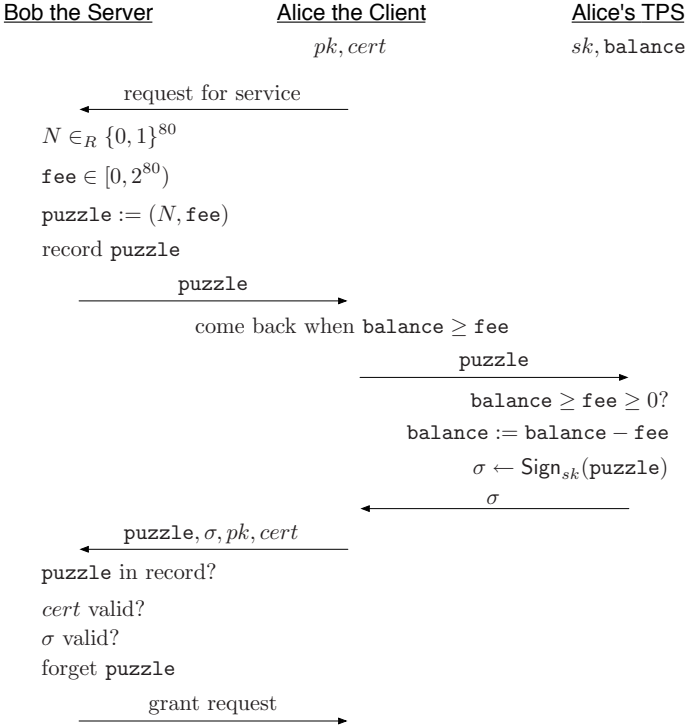 Bob the Server Alice the Client Alice's TPS
pk, cert sk, balance
request for service
N ∈_R {0, 1}^80
fee ∈ [0, 2^80)
puzzle := (N, fee)
record puzzle
puzzle
come back when balance ≥ fee
puzzle
balance ≥ fee ≥ 0?
balance := balance − fee
σ ← Sign_sk(puzzle)
σ
puzzle, σ, pk, cert
puzzle in record?
cert valid?
σ valid?
forget puzzle
grant request